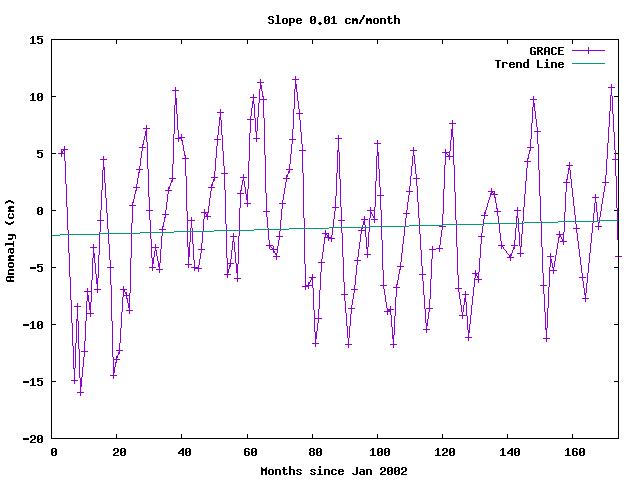 Slope 0.01 cm/month
GRACE
Trend Line
15
10
5
0
-5
-10
-15
-20
Anomaly (cm)
0 20 40 60 80 100 120 140 160
Months since Jan 2002